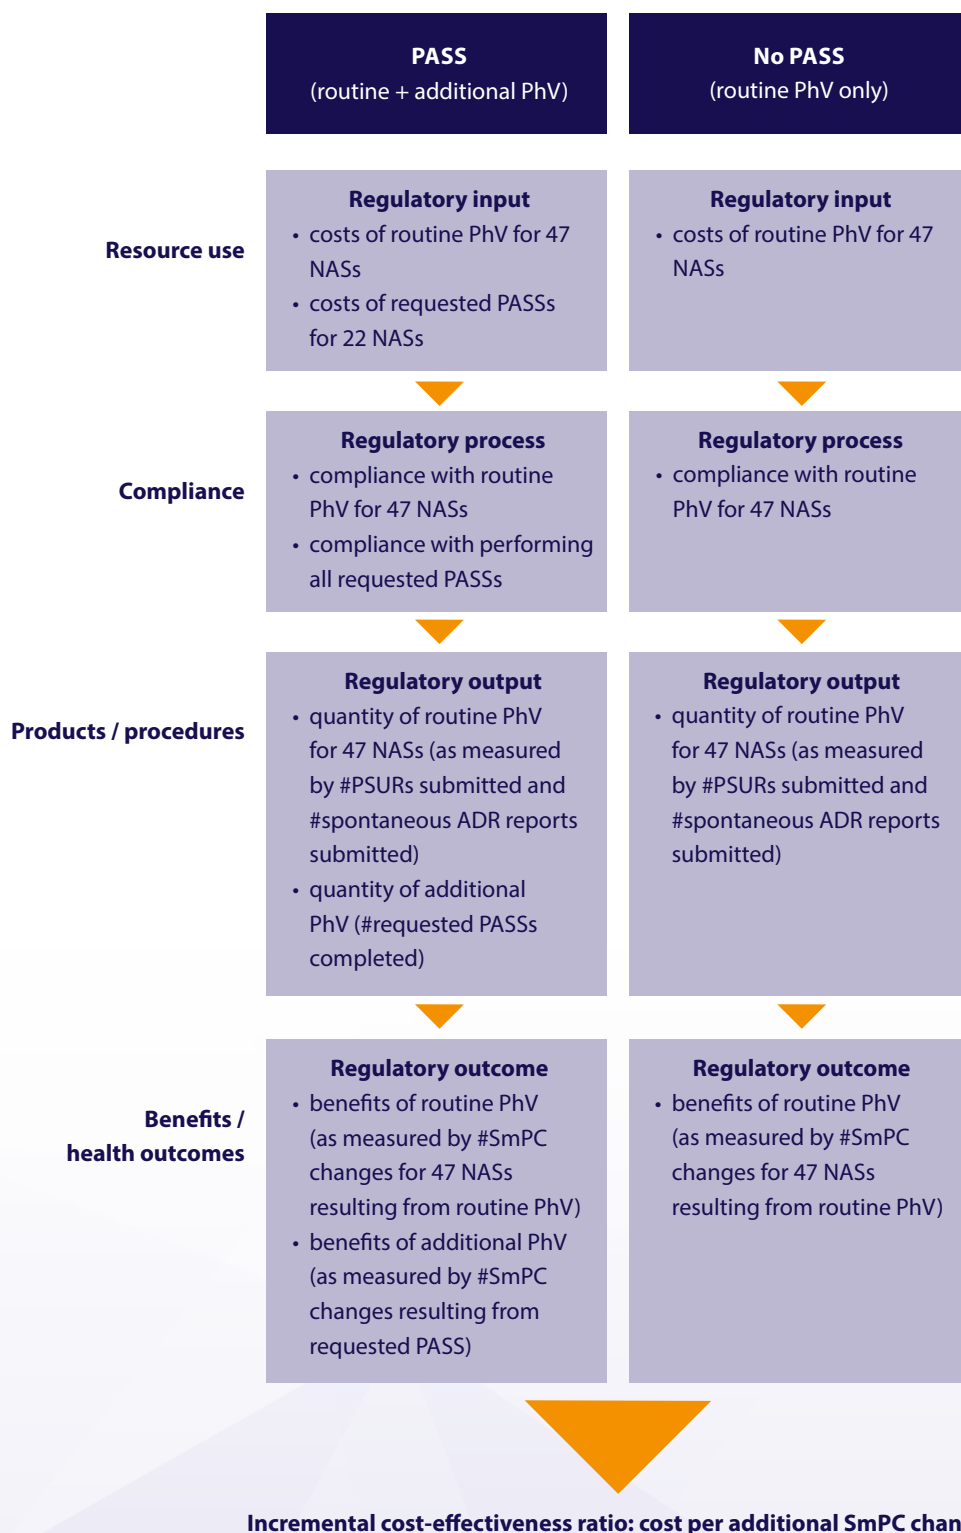 PASS
(routine + additional PhV)
No PASS
(routine PhV only)
Resource use
Regulatory input
• costs of routine PhV for 47
NASs
• costs of requested PASSs
for 22 NASs
Regulatory input
• costs of routine PhV for 47
NASs
Compliance
Regulatory process
• compliance with routine
PhV for 47 NASs
• compliance with performing
all requested PASSs
Regulatory process
• compliance with routine
PhV for 47 NASs
Products / procedures
Regulatory output
• quantity of routine PhV
for 47 NASs (as measured
by #PSURs submitted and
#spontaneous ADR reports
submitted)
• quantity of additional
PhV (#requested PASSs
completed)
Regulatory output
• quantity of routine PhV
for 47 NASs (as measured
by #PSURs submitted and
#spontaneous ADR reports
submitted)
Benefits /
health outcomes
Regulatory outcome
• benefits of routine PhV
(as measured by #SmPC
changes for 47 NASs
resulting from routine PhV)
• benefits of additional PhV
(as measured by #SmPC
changes resulting from
requested PASS)
Regulatory outcome
• benefits of routine PhV
(as measured by #SmPC
changes for 47 NASs
resulting from routine PhV)
Incremental cost-effectiveness ratio: cost per additional SmPC chan